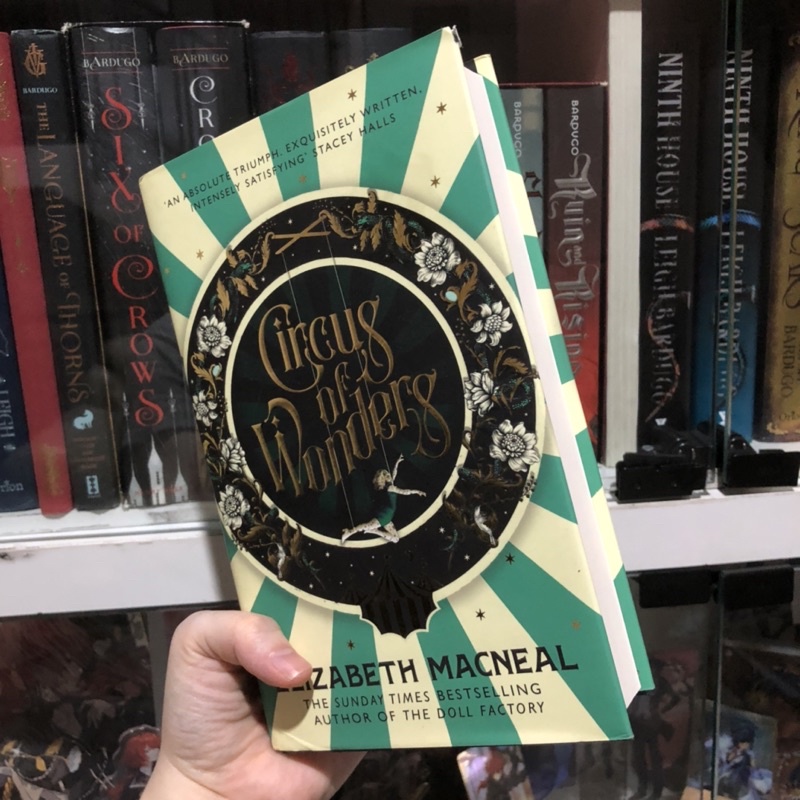 'AN ABSOLUTE TRIUMPH. EXQUISITELY WRITTEN,
INTENSELY SATISFYING' STACEY HALLS
Circus
of
Wonders
ELIZABETH MACNEAL
THE SUNDAY TIMES BESTSELLING
AUTHOR OF THE DOLL FACTORY
BARDUGO
THE LANGUAGE OF THORNS
BARDUGO
SIX OF CROWS
BARDUGO
CRO
BARDUGO
BARDUGO
Ruin and Rising
NINTH HOUSE LEIGH BARDUGO
NINTH HOUSE
BARDUGO